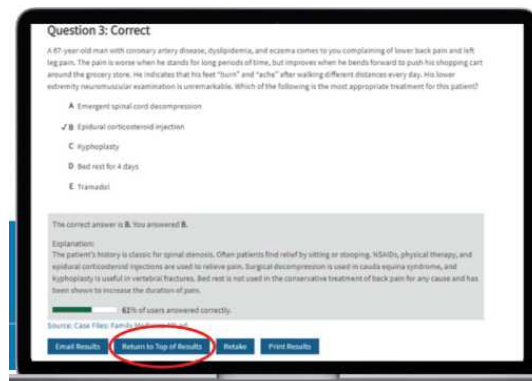 Question 3: Correct
A 67-year-old man with coronary artery disease, dyslipidemia, and eczema comes to you complaining of lower back pain and left
leg pain. The pain is worse when he stands for long periods of time, but improves when he bends forward to push his shopping cart
around the grocery store. He indicates that his feet "burn" and "ache" after walking different distances every day. His lower
extremity neuromuscular examination is unremarkable. Which of the following is the most appropriate treatment for this patient?
A Emergent spinal cord decompression
✓ B Epidural corticosteroid injection
C Kyphoplasty
D Bed rest for 4 days
E Tramadol
The correct answer is B. You answered B.
Explanation:
The patient's history is classic for spinal stenosis. Often patients find relief by sitting or stooping. NSAIDs, physical therapy, and
epidural corticosteroid injections are used to relieve pain. Surgical decompression is used in cauda equina syndrome, and
kyphoplasty is useful in vertebral fractures. Bed rest is not used in the conservative treatment of back pain for any cause and has
been shown to increase the duration of pain.
62% of users answered correctly.
Source: Case Files: Family Medicine
Email Results Return to Top of Results Retake Print Results